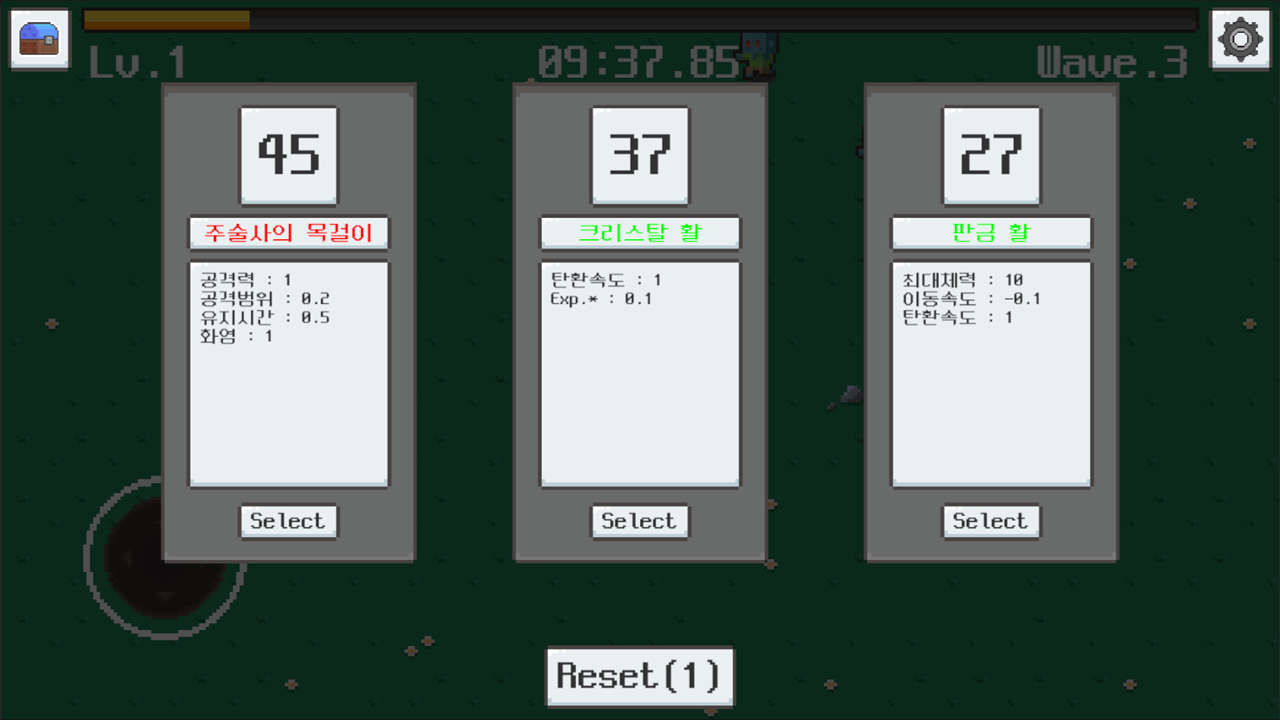 Lv.1
09:37.85
Wave.3
45
주술사의 목걸이
공격력 : 1
공격범위 : 0.2
유지시간 : 0.5
화염 : 1
Select
37
크리스탈 활
탄환속도 : 1
Exp.* : 0.1
Select
27
판금 활
최대체력 : 10
이동속도 : -0.1
탄환속도 : 1
Select
Reset(1)